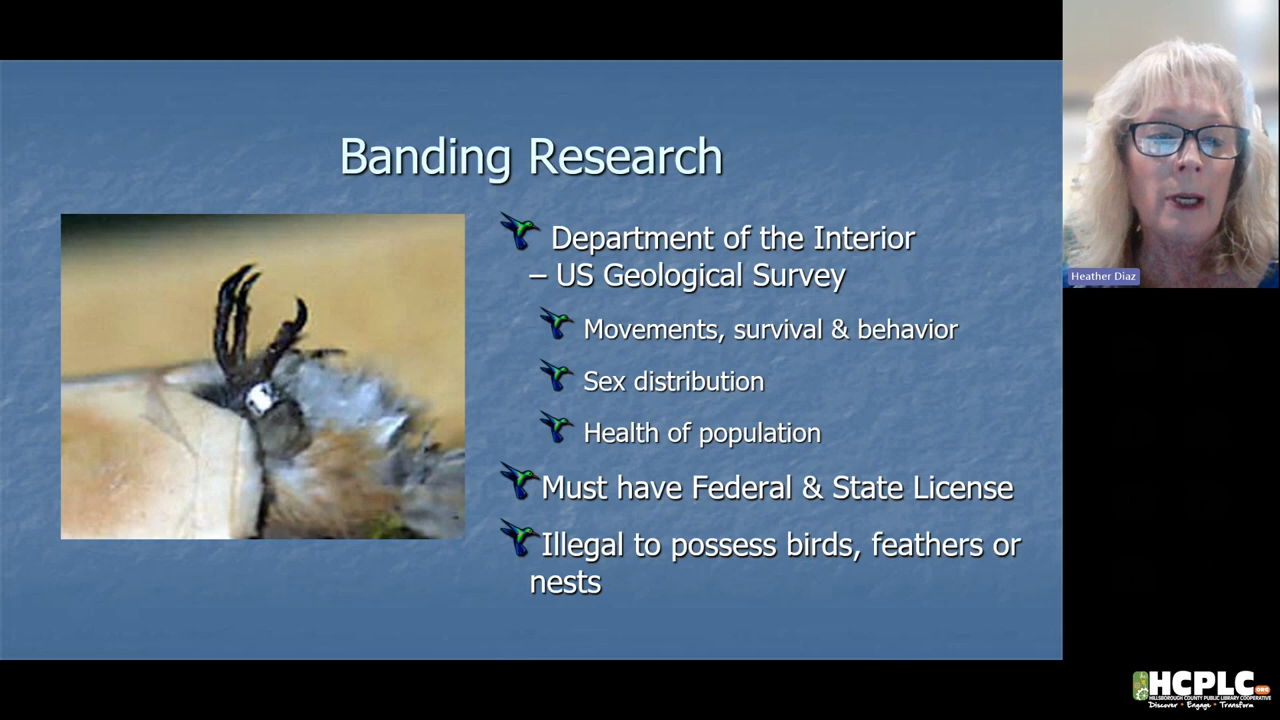 Banding Research
Department of the Interior
– US Geological Survey
Movements, survival & behavior
Sex distribution
Health of population
Must have Federal & State License
Illegal to possess birds, feathers or
nests
Heather Diaz
HCPLC
HILLSBOROUGH COUNTY PUBLIC LIBRARY COOPERATIVE
Discover • Engage • Transform